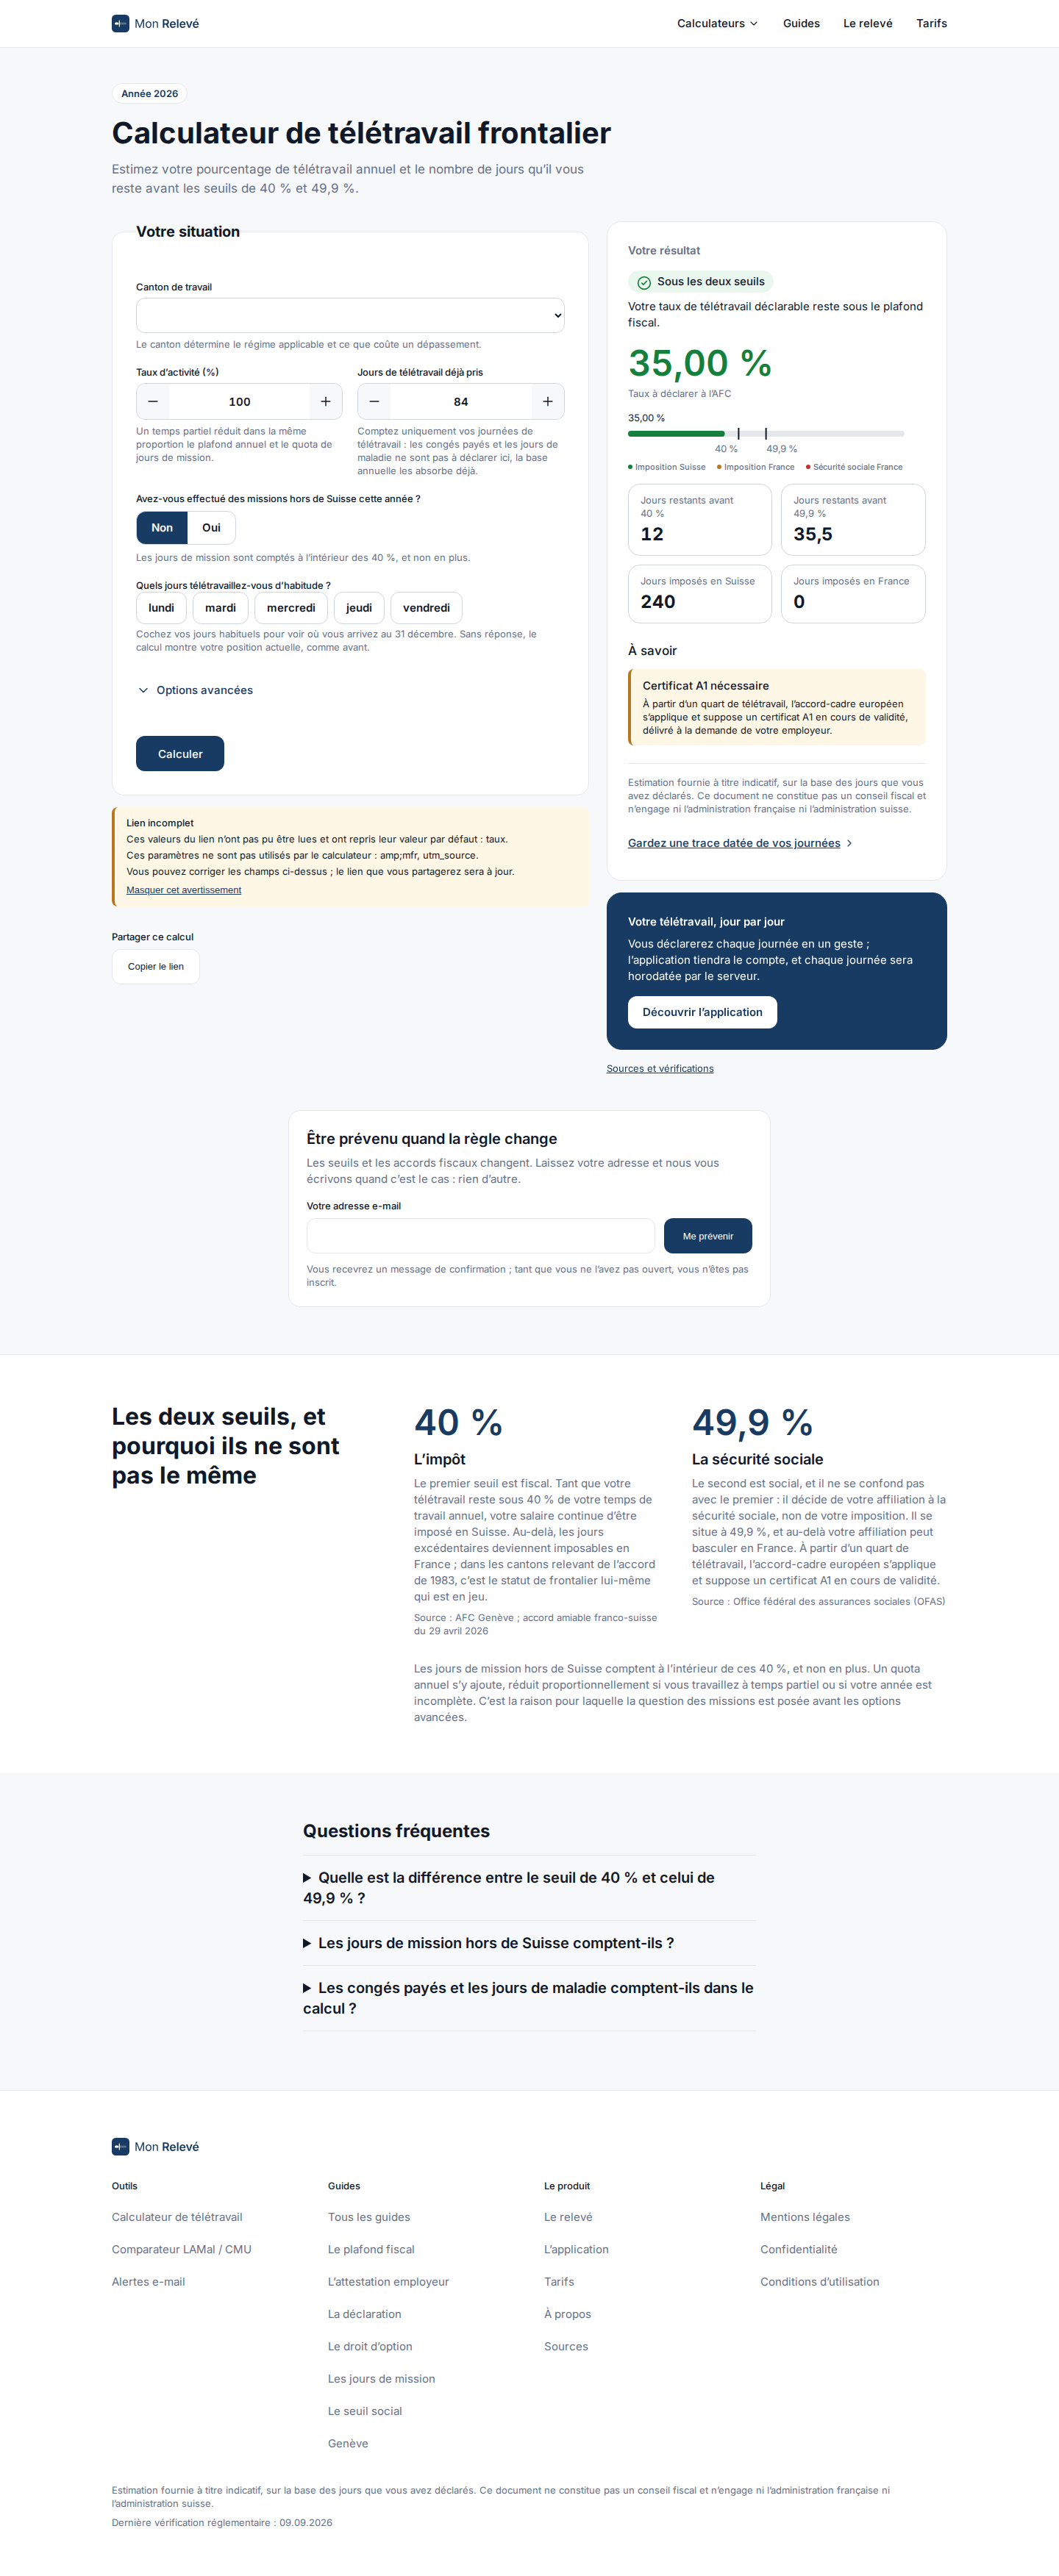 Mon Relevé
Calculateurs
Guides
Le relevé
Tarifs
Année 2026
Calculateur de télétravail frontalier
Estimez votre pourcentage de télétravail annuel et le nombre de jours qu’il vous
reste avant les seuils de 40 % et 49,9 %.
Votre situation
Canton de travail
Le canton détermine le régime applicable et ce que coûte un dépassement.
Taux d’activité (%)
100
Un temps partiel réduit dans la même
proportion le plafond annuel et le quota de
jours de mission.
Jours de télétravail déjà pris
84
Comptez uniquement vos journées de
télétravail : les congés payés et les jours de
maladie ne sont pas à déclarer ici, la base
annuelle les absorbe déjà.
Avez-vous effectué des missions hors de Suisse cette année ?
Non
Oui
Les jours de mission sont comptés à l’intérieur des 40 %, et non en plus.
Quels jours télétravaillez-vous d’habitude ?
lundi
mardi
mercredi
jeudi
vendredi
Cochez vos jours habituels pour voir où vous arrivez au 31 décembre. Sans réponse, le
calcul montre votre position actuelle, comme avant.
Options avancées
Calculer
Lien incomplet
Ces valeurs du lien n’ont pas pu être lues et ont repris leur valeur par défaut : taux.
Ces paramètres ne sont pas utilisés par le calculateur : amp;mfr, utm_source.
Vous pouvez corriger les champs ci-dessus ; le lien que vous partagerez sera à jour.
Masquer cet avertissement
Partager ce calcul
Copier le lien
Votre résultat
Sous les deux seuils
Votre taux de télétravail déclarable reste sous le plafond
fiscal.
35,00 %
Taux à déclarer à l’AFC
35,00 %
40 %
49,9 %
Imposition Suisse
Imposition France
Sécurité sociale France
Jours restants avant
40 %
12
Jours restants avant
49,9 %
35,5
Jours imposés en Suisse
240
Jours imposés en France
0
À savoir
Certificat A1 nécessaire
À partir d’un quart de télétravail, l’accord-cadre européen
s’applique et suppose un certificat A1 en cours de validité,
délivré à la demande de votre employeur.
Estimation fournie à titre indicatif, sur la base des jours que vous
avez déclarés. Ce document ne constitue pas un conseil fiscal et
n’engage ni l’administration française ni l’administration suisse.
Gardez une trace datée de vos journées
Votre télétravail, jour par jour
Vous déclarerez chaque journée en un geste ;
l’application tiendra le compte, et chaque journée sera
horodatée par le serveur.
Découvrir l’application
Sources et vérifications
Être prévenu quand la règle change
Les seuils et les accords fiscaux changent. Laissez votre adresse et nous vous
écrivons quand c’est le cas : rien d’autre.
Votre adresse e-mail
Me prévenir
Vous recevrez un message de confirmation ; tant que vous ne l’avez pas ouvert, vous n’êtes pas
inscrit.
Les deux seuils, et
pourquoi ils ne sont
pas le même
40 %
L’impôt
Le premier seuil est fiscal. Tant que votre
télétravail reste sous 40 % de votre temps de
travail annuel, votre salaire continue d’être
imposé en Suisse. Au-delà, les jours
excédentaires deviennent imposables en
France ; dans les cantons relevant de l’accord
de 1983, c’est le statut de frontalier lui-même
qui est en jeu.
Source : AFC Genève ; accord amiable franco-suisse
du 29 avril 2026
49,9 %
La sécurité sociale
Le second est social, et il ne se confond pas
avec le premier : il décide de votre affiliation à la
sécurité sociale, non de votre imposition. Il se
situe à 49,9 %, et au-delà votre affiliation peut
basculer en France. À partir d’un quart de
télétravail, l’accord-cadre européen s’applique
et suppose un certificat A1 en cours de validité.
Source : Office fédéral des assurances sociales (OFAS)
Les jours de mission hors de Suisse comptent à l’intérieur de ces 40 %, et non en plus. Un quota
annuel s’y ajoute, réduit proportionnellement si vous travaillez à temps partiel ou si votre année est
incomplète. C’est la raison pour laquelle la question des missions est posée avant les options
avancées.
Questions fréquentes
Quelle est la différence entre le seuil de 40 % et celui de
49,9 % ?
Les jours de mission hors de Suisse comptent-ils ?
Les congés payés et les jours de maladie comptent-ils dans le
calcul ?
Mon Relevé
Outils
Calculateur de télétravail
Comparateur LAMal / CMU
Alertes e-mail
Guides
Tous les guides
Le plafond fiscal
L’attestation employeur
La déclaration
Le droit d’option
Les jours de mission
Le seuil social
Genève
Le produit
Le relevé
L’application
Tarifs
À propos
Sources
Légal
Mentions légales
Confidentialité
Conditions d’utilisation
Estimation fournie à titre indicatif, sur la base des jours que vous avez déclarés. Ce document ne constitue pas un conseil fiscal et n’engage ni l’administration française ni
l’administration suisse.
Dernière vérification réglementaire : 09.09.2026